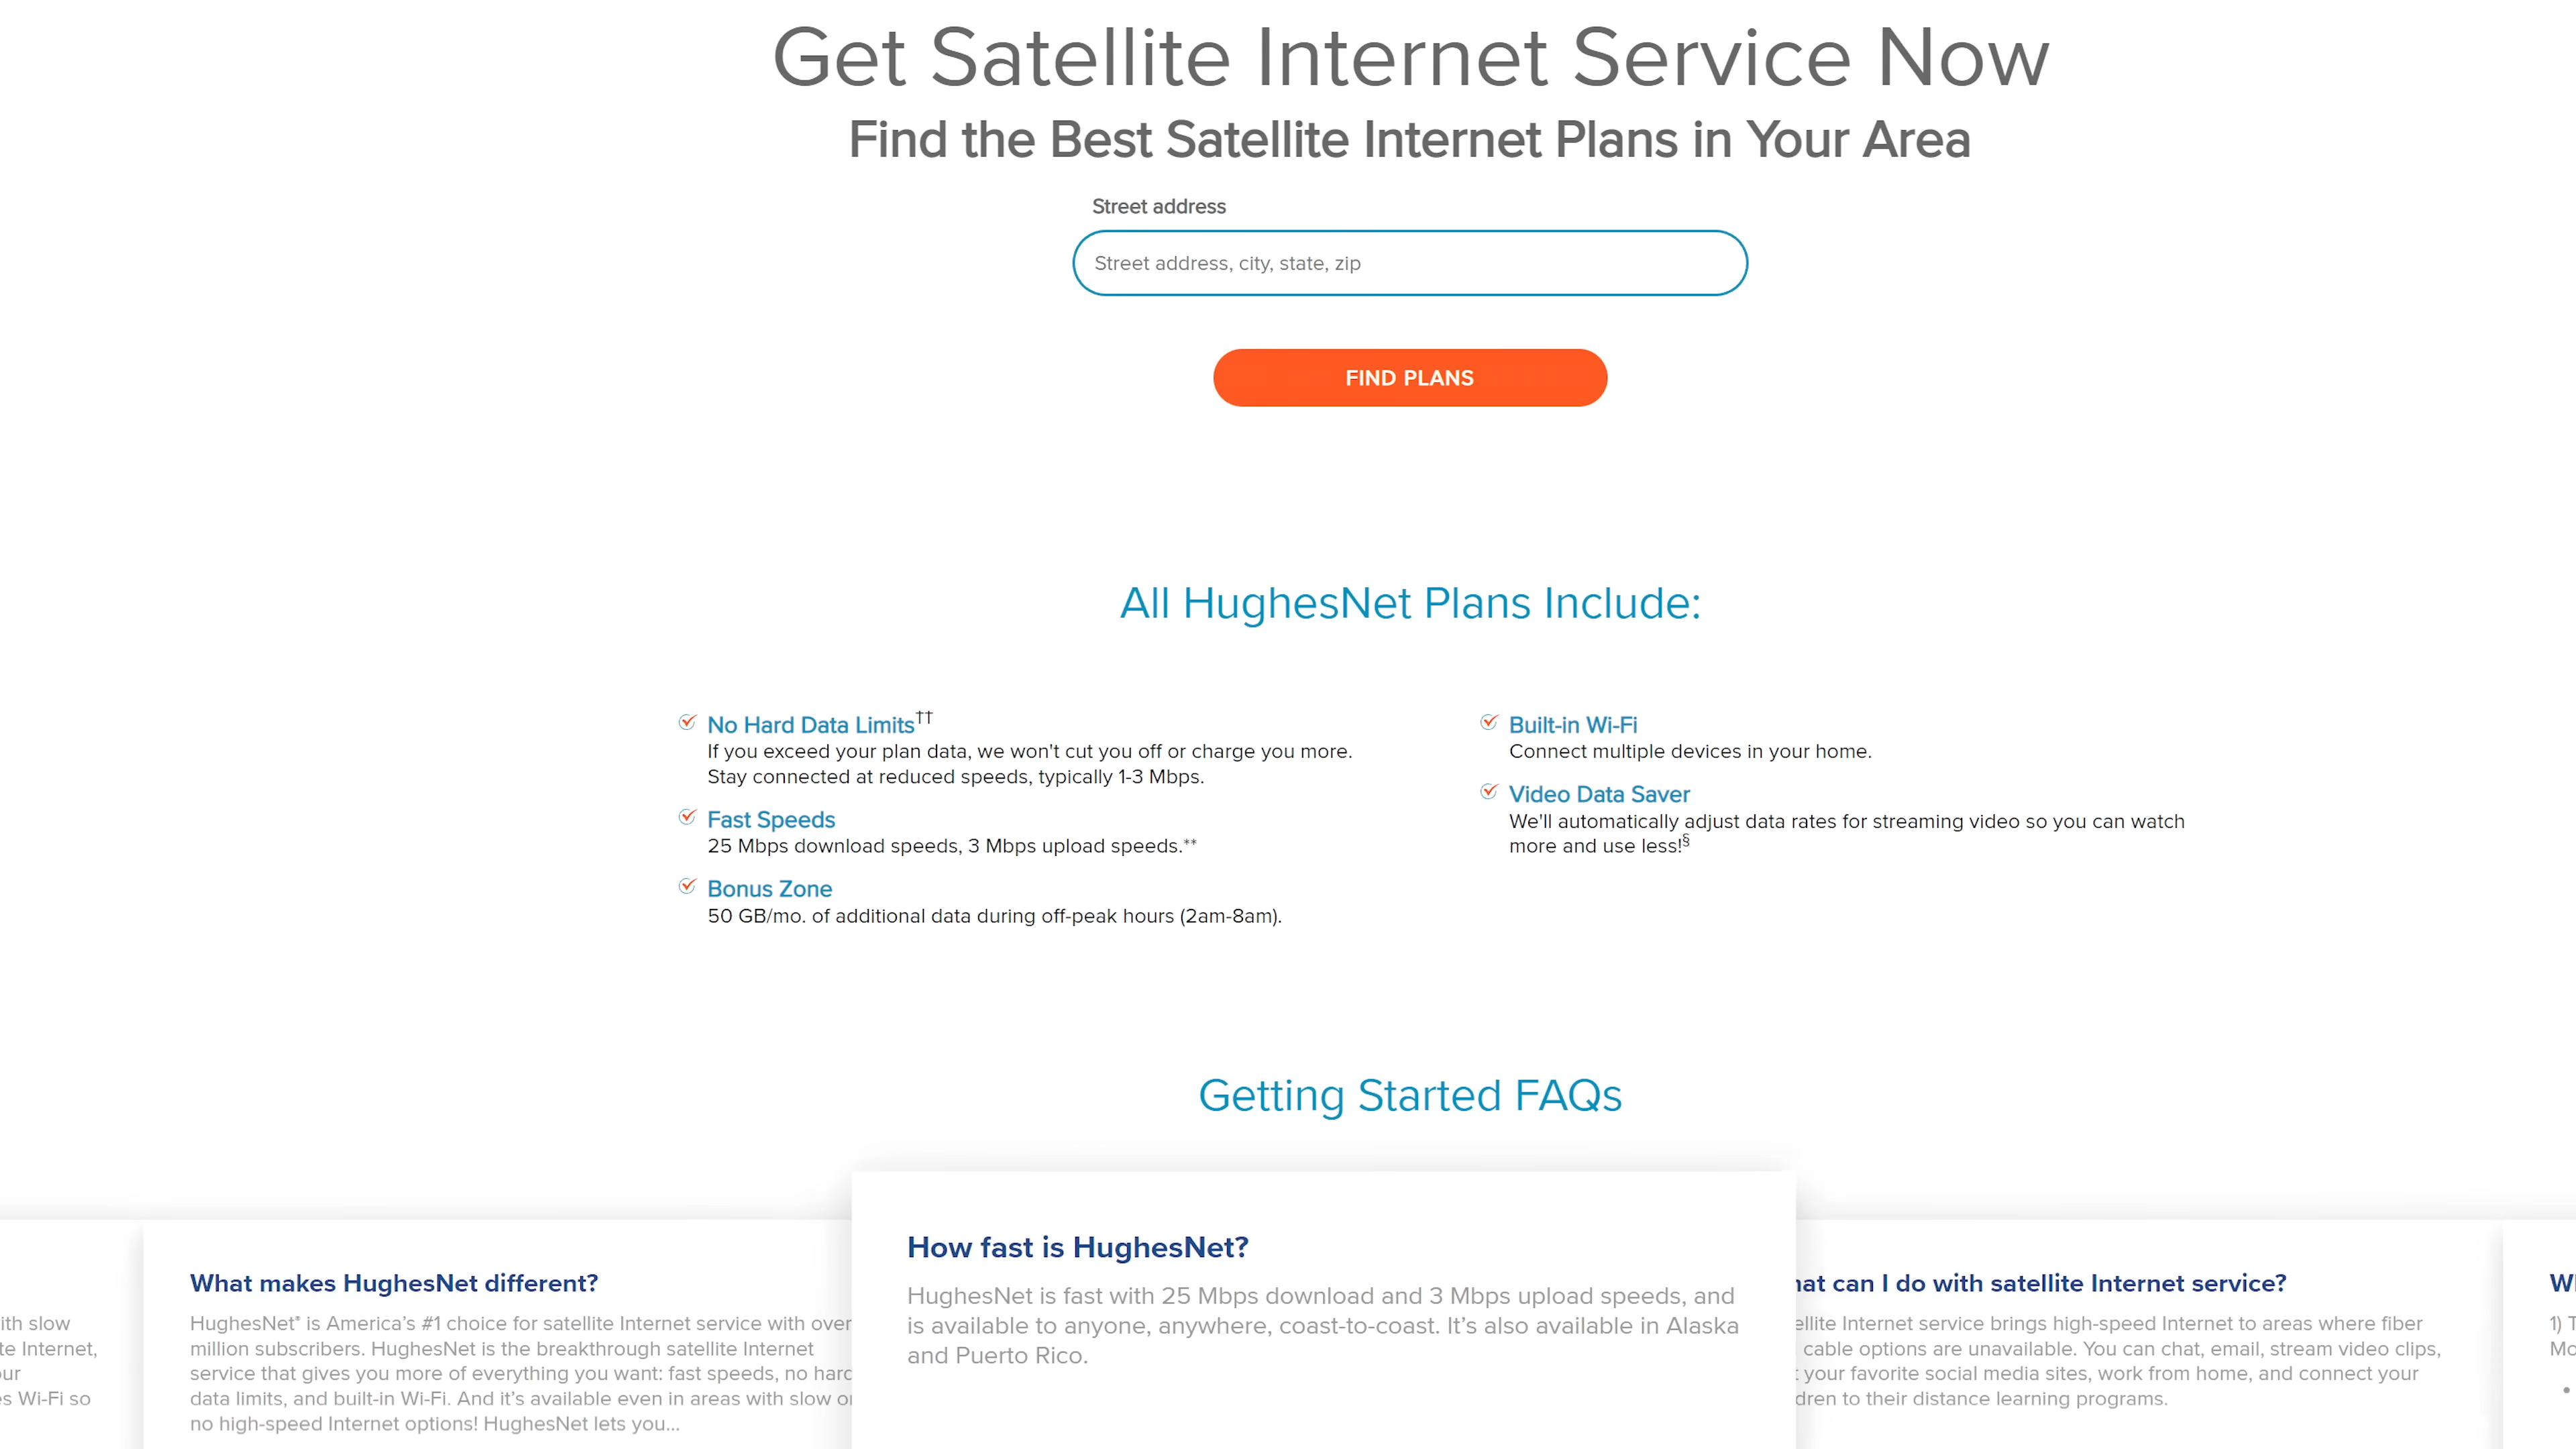 Get Satellite Internet Service Now
Find the Best Satellite Internet Plans in Your Area
Street address
Street address, city, state, zip
FIND PLANS
All HughesNet Plans Include:
No Hard Data Limits††
If you exceed your plan data, we won't cut you off or charge you more.
Stay connected at reduced speeds, typically 1-3 Mbps.
Fast Speeds
25 Mbps download speeds, 3 Mbps upload speeds.**
Bonus Zone
50 GB/mo. of additional data during off-peak hours (2am-8am).
Built-in Wi-Fi
Connect multiple devices in your home.
Video Data Saver
We'll automatically adjust data rates for streaming video so you can watch
more and use less!§
Getting Started FAQs
slow
Internet,
Wi-Fi so
What makes HughesNet different?
HughesNet® is America's #1 choice for satellite Internet service with over
million subscribers. HughesNet is the breakthrough satellite Internet
service that gives you more of everything you want: fast speeds, no hard
data limits, and built-in Wi-Fi. And it's available even in areas with slow or
no high-speed Internet options! HughesNet lets you...
How fast is HughesNet?
HughesNet is fast with 25 Mbps download and 3 Mbps upload speeds, and
is available to anyone, anywhere, coast-to-coast. It's also available in Alaska
and Puerto Rico.
can I do with satellite Internet service?
Internet service brings high-speed Internet to areas where fiber
cable options are unavailable. You can chat, email, stream video clips,
your favorite social media sites, work from home, and connect your
to their distance learning programs.
1)